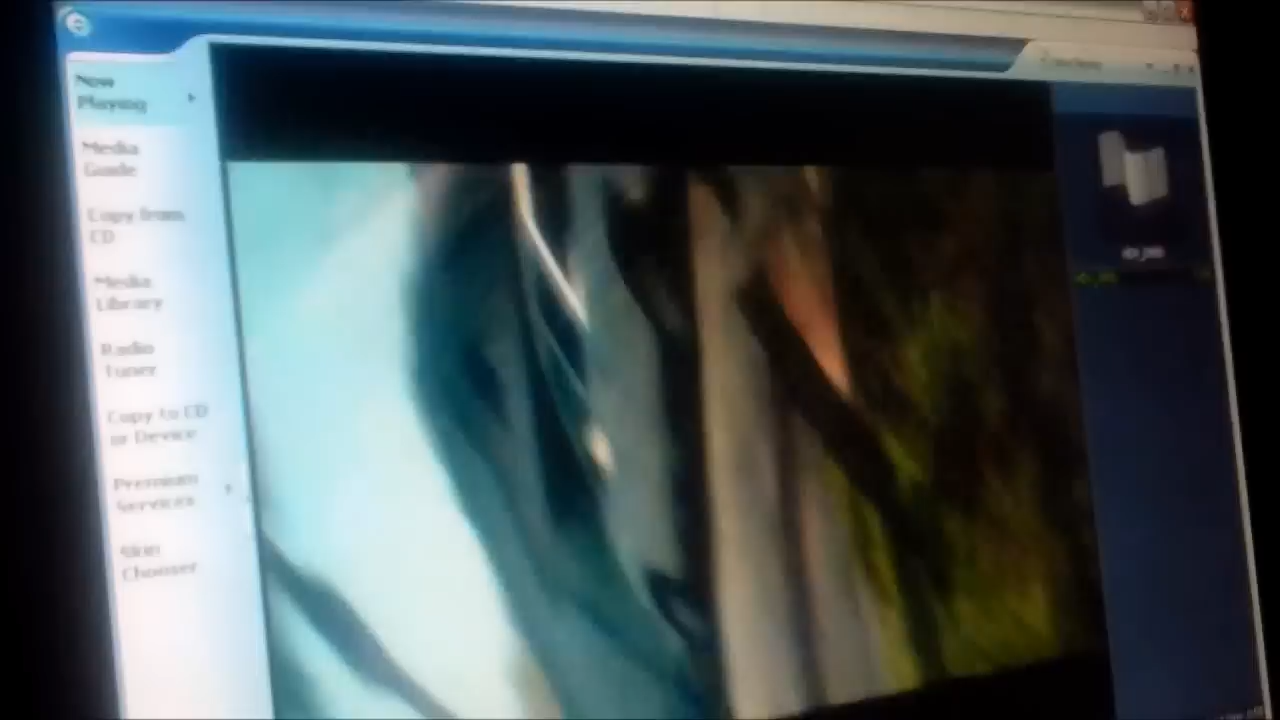 Now
Playing
Media
Guide
Copy from
CD
Media
Library
Radio
Tuner
Copy to CD
or Device
Premium
Services
Skin
Chooser